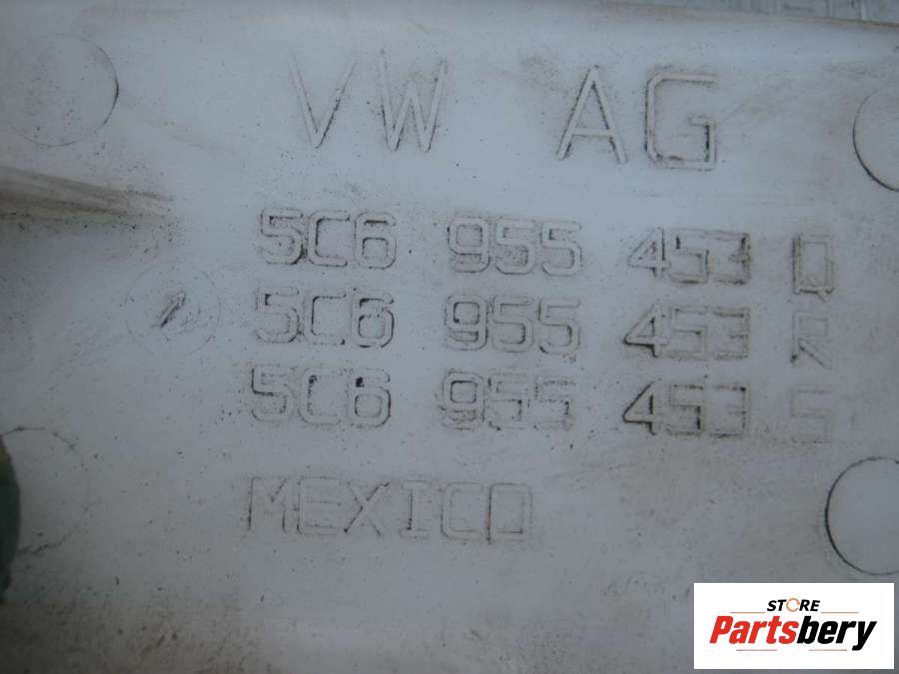 VW AG
5C6 955 453 Q
5C6 955 453 R
5C6 955 453 S
MEXICO
STORE
Partsbery